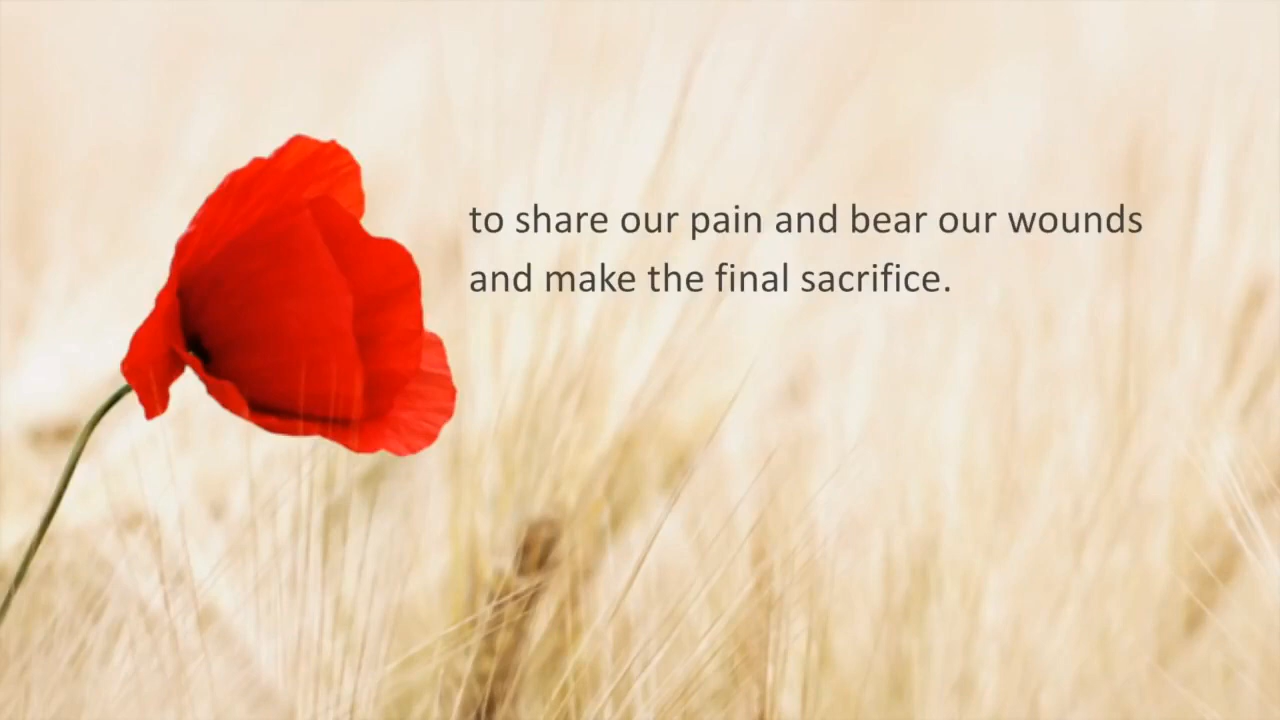 to share our pain and bear our wounds
and make the final sacrifice.